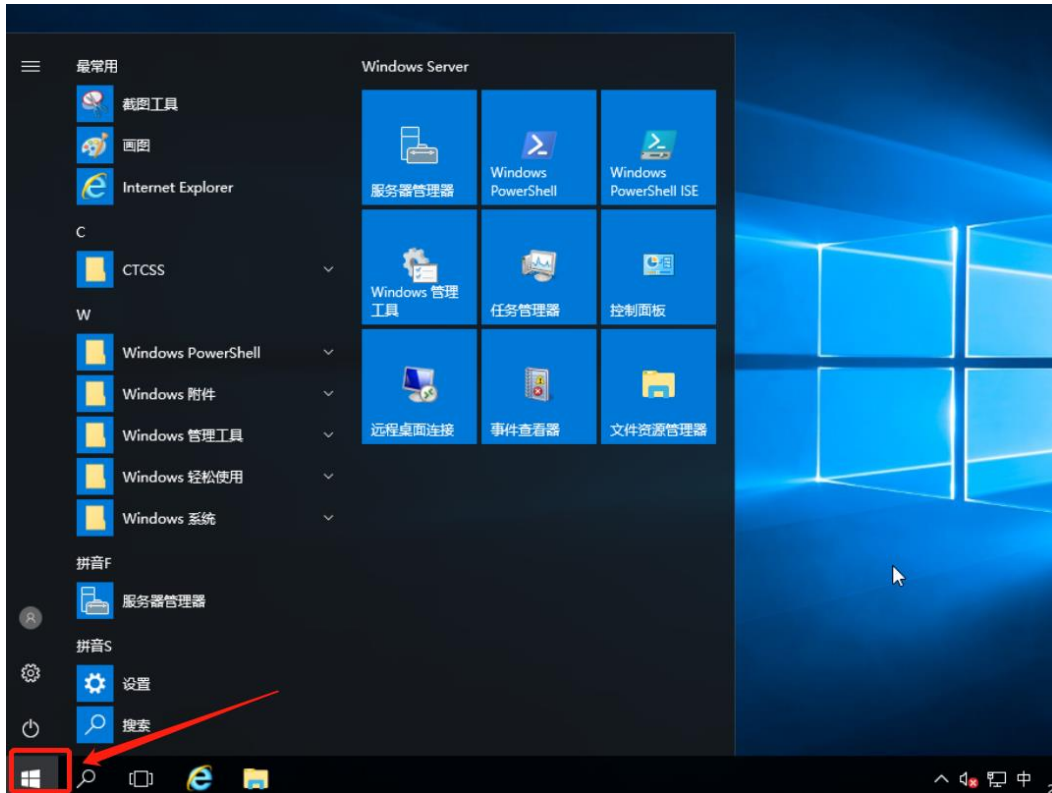 最常用
截图工具
画图
Internet Explorer
C
CTCSS
W
Windows PowerShell
Windows 附件
Windows 管理工具
Windows 轻松使用
Windows 系统
拼音F
服务器管理器
拼音S
设置
搜索
Windows Server
服务器管理器
Windows
PowerShell
Windows
PowerShell ISE
Windows 管理
工具
任务管理器
控制面板
远程桌面连接
事件查看器
文件资源管理器
中